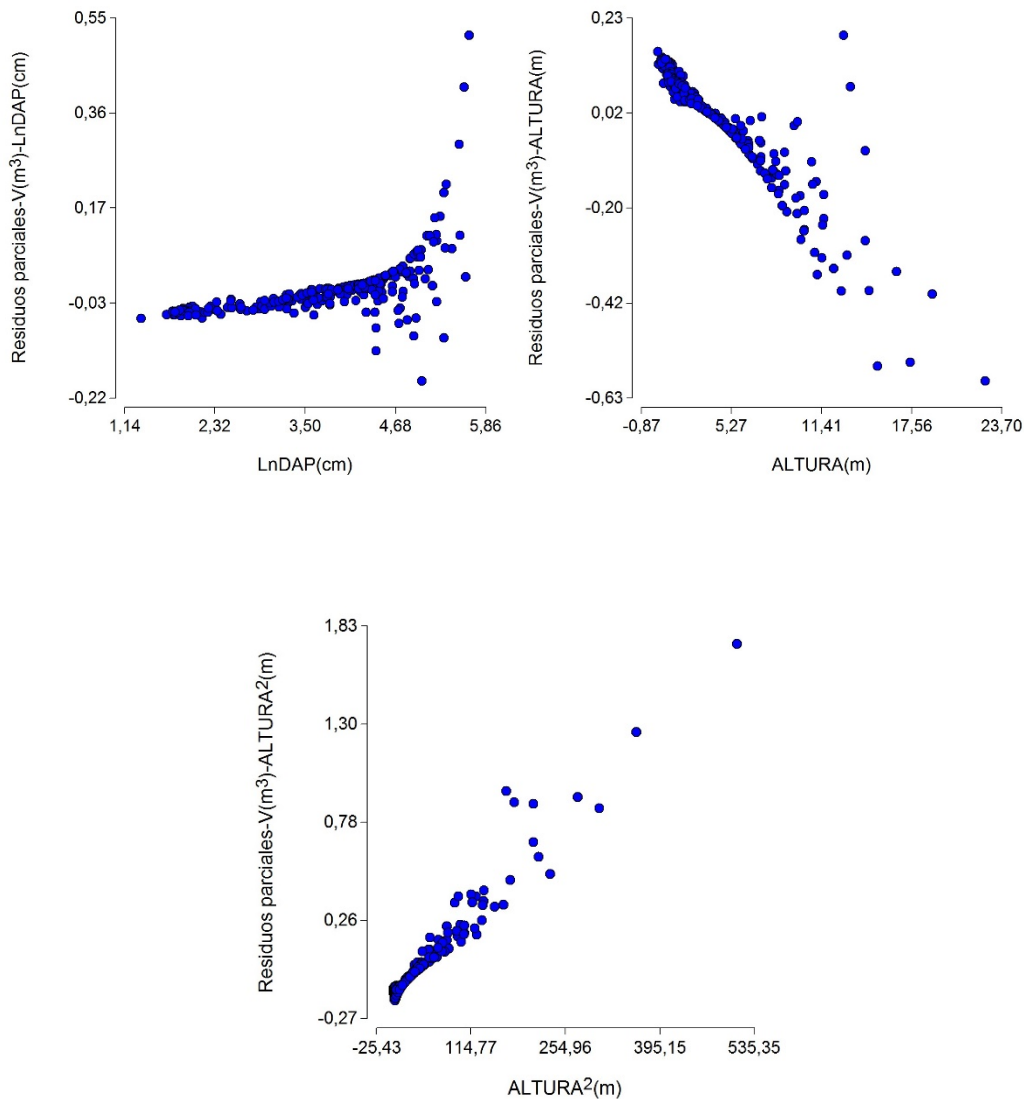 Residuos parciales-V(m³)-LnDAP(cm)
0,55
0,36
0,17
-0,03
-0,22
1,14 2,32 3,50 4,68 5,86
LnDAP(cm)
Residuos parciales-V(m³)-ALTURA(m)
0,23
0,02
-0,20
-0,42
-0,63
-0,87 5,27 11,41 17,56 23,70
ALTURA(m)
Residuos parciales-V(m³)-ALTURA²(m)
1,83
1,30
0,78
0,26
-0,27
-25,43 114,77 254,96 395,15 535,35
ALTURA²(m)